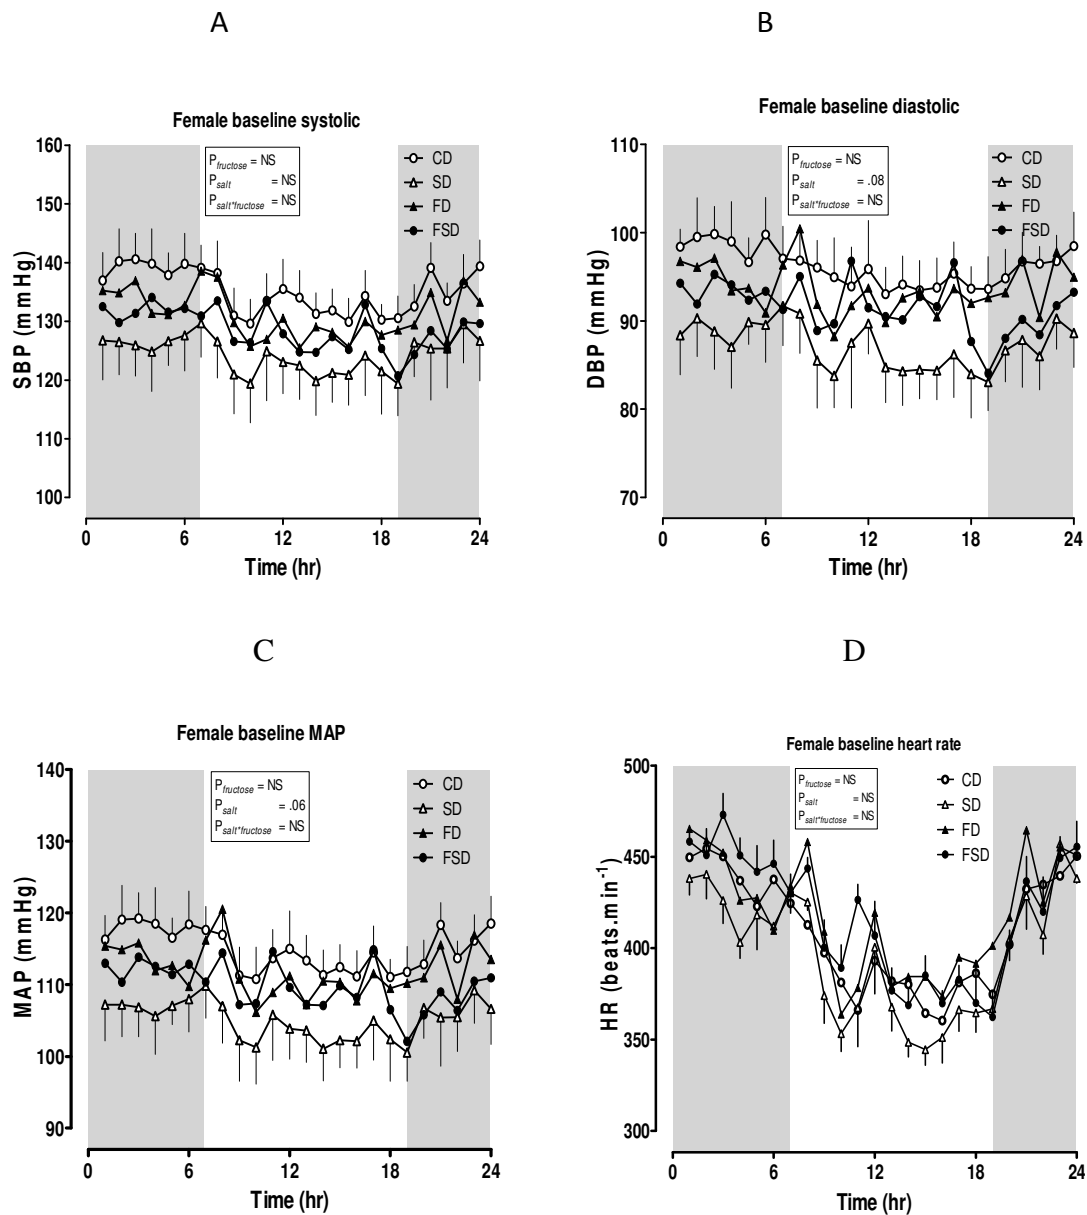 A
B
Female baseline systolic
160
150
140
130
120
110
100
SBP (mmHg)
P fructose = NS
P salt = NS
P salt*fructose = NS
CD
SD
FD
FSD
0 6 12 18 24
Time (hr)
Female baseline diastolic
110
100
90
80
70
DBP (mmHg)
P fructose = NS
P salt = .08
P salt*fructose = NS
CD
SD
FD
FSD
0 6 12 18 24
Time (hr)
C
D
Female baseline MAP
140
130
120
110
100
90
MAP (mmHg)
P fructose = NS
P salt = .06
P salt*fructose = NS
CD
SD
FD
FSD
0 6 12 18 24
Time (hr)
Female baseline heart rate
500
450
400
350
300
HR (beats.min-1)
P fructose = NS
P salt = NS
P salt*fructose = NS
CD
SD
FD
FSD
0 6 12 18 24
Time (hr)